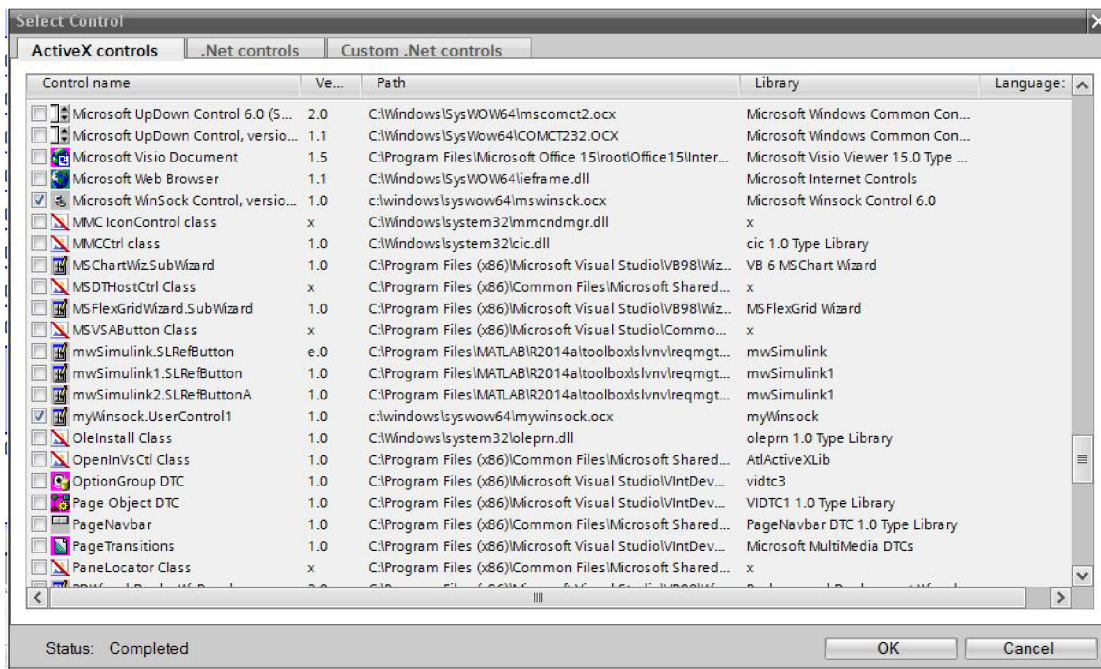 Select Control
ActiveX controls .Net controls Custom .Net controls
Control name Ve... Path Library Language:
Microsoft UpDown Control 6.0 (S... 2.0 C:\Windows\SysWOW64\mscomct2.ocx Microsoft Windows Common Con...
Microsoft UpDown Control, versio... 1.1 C:\Windows\SysWow64\COMCT232.OCX Microsoft Windows Common Con...
Microsoft Visio Document 1.5 C:\Program Files\Microsoft Office 15\root\Office15\Inter... Microsoft Visio Viewer 15.0 Type ...
Microsoft Web Browser 1.1 C:\Windows\SysWOW64\ieframe.dll Microsoft Internet Controls
Microsoft WinSock Control, versio... 1.0 c:\windows\syswow64\mswinsck.ocx Microsoft Winsock Control 6.0
MMC IconControl class x C:\Windows\system32\mmcndmgr.dll x
MMCCtrl class 1.0 C:\Windows\system32\cic.dll cic 1.0 Type Library
MSChartWiz.SubWizard 1.0 C:\Program Files (x86)\Microsoft Visual Studio\VB98\Wiz... VB 6 MSChart Wizard
MSDTHostCtrl Class x C:\Program Files (x86)\Common Files\Microsoft Shared... x
MSFlexGridWizard.SubWizard 1.0 C:\Program Files (x86)\Microsoft Visual Studio\VB98\Wiz... MSFlexGrid Wizard
MSVSAButton Class x C:\Program Files (x86)\Microsoft Visual Studio\Commo... x
mwSimulink.SLRefButton e.0 C:\Program Files\MATLAB\R2014a\toolbox\slvnv\reqmgt... mwSimulink
mwSimulink1.SLRefButton 1.0 C:\Program Files\MATLAB\R2014a\toolbox\slvnv\reqmgt... mwSimulink1
mwSimulink2.SLRefButtonA 1.0 C:\Program Files\MATLAB\R2014a\toolbox\slvnv\reqmgt... mwSimulink1
myWinsock.UserControl1 1.0 c:\windows\syswow64\mywinsock.ocx myWinsock
OleInstall Class 1.0 C:\Windows\system32\oleprn.dll oleprn 1.0 Type Library
OpenInVsCtl Class 1.0 C:\Program Files (x86)\Common Files\Microsoft Shared... AtlActiveXLib
OptionGroup DTC 1.0 C:\Program Files (x86)\Microsoft Visual Studio\VIntDev... vidtc3
Page Object DTC 1.0 C:\Program Files (x86)\Microsoft Visual Studio\VIntDev... VIDTC1 1.0 Type Library
PageNavbar 1.0 C:\Program Files (x86)\Common Files\Microsoft Shared... PageNavbar DTC 1.0 Type Library
PageTransitions 1.0 C:\Program Files (x86)\Microsoft Visual Studio\VIntDev... Microsoft MultiMedia DTCs
PaneLocator Class x C:\Program Files (x86)\Common Files\Microsoft Shared... x
Status: Completed OK Cancel